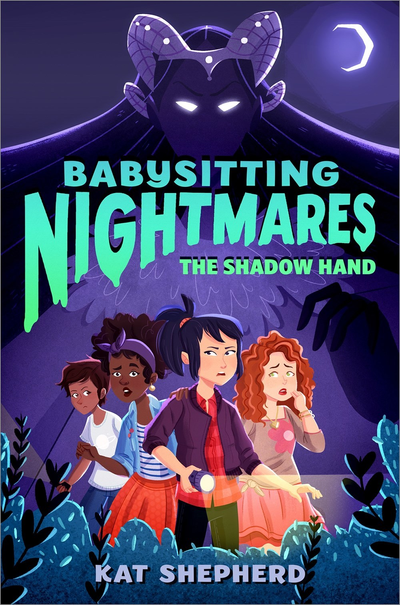 BABYSITTING
NIGHTMARES
THE SHADOW HAND
KAT SHEPHERD